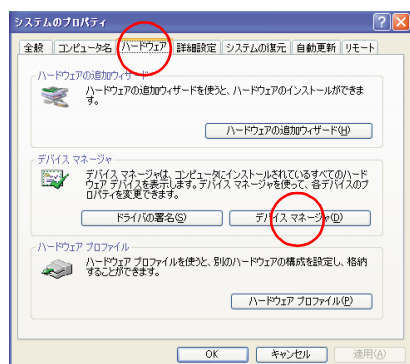 システムのプロパティ
全般 コンピュータ名 ハードウェア 詳細設定 システムの復元 自動更新 リモート
ハードウェアの追加ウィザード
ハードウェアの追加ウィザードを使うと、ハードウェアのインストールができま
す。
ハードウェアの追加ウィザード(H)
デバイス マネージャ
デバイス マネージャは、コンピュータにインストールされているすべてのハード
ウェア デバイスを表示します。デバイス マネージャを使って、各デバイスのプ
ロパティを変更できます。
ドライバの署名(S) デバイス マネージャ(D)
ハードウェア プロファイル
ハードウェア プロファイルを使うと、別のハードウェアの構成を設定し、格納
することができます。
ハードウェア プロファイル(P)
OK キャンセル 適用(A)